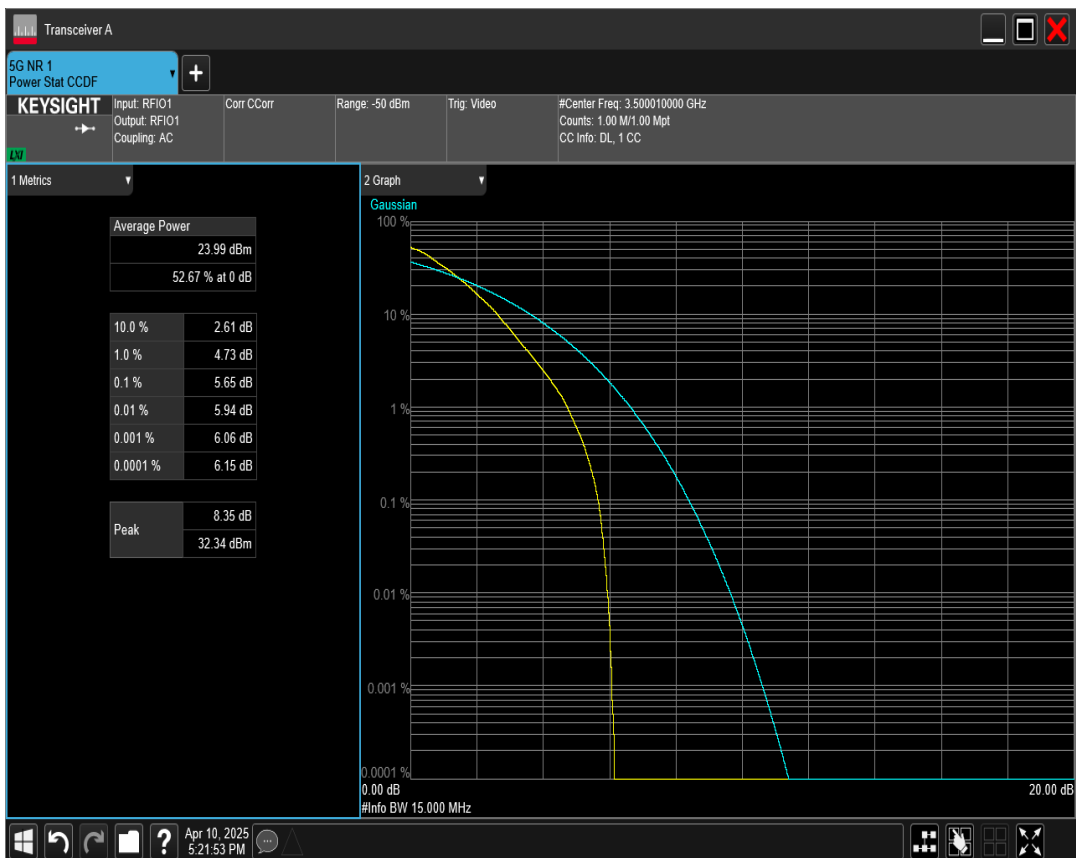 Transceiver A
5G NR 1
Power Stat CCDF
+
KEYSIGHT
LXI
Input: RFIO1
Output: RFIO1
Coupling: AC
Corr CCorr
Range: -50 dBm
Trig: Video
#Center Freq: 3.500010000 GHz
Counts: 1.00 M/1.00 Mpt
CC Info: DL, 1 CC
1 Metrics
Average Power
23.99 dBm
52.67 % at 0 dB
10.0 % 2.61 dB
1.0 % 4.73 dB
0.1 % 5.65 dB
0.01 % 5.94 dB
0.001 % 6.06 dB
0.0001 % 6.15 dB
Peak 8.35 dB
32.34 dBm
2 Graph
Gaussian
100 %
10 %
1 %
0.1 %
0.01 %
0.001 %
0.0001 %
0.00 dB 20.00 dB
#Info BW 15.000 MHz
?
Apr 10, 2025
5:21:53 PM